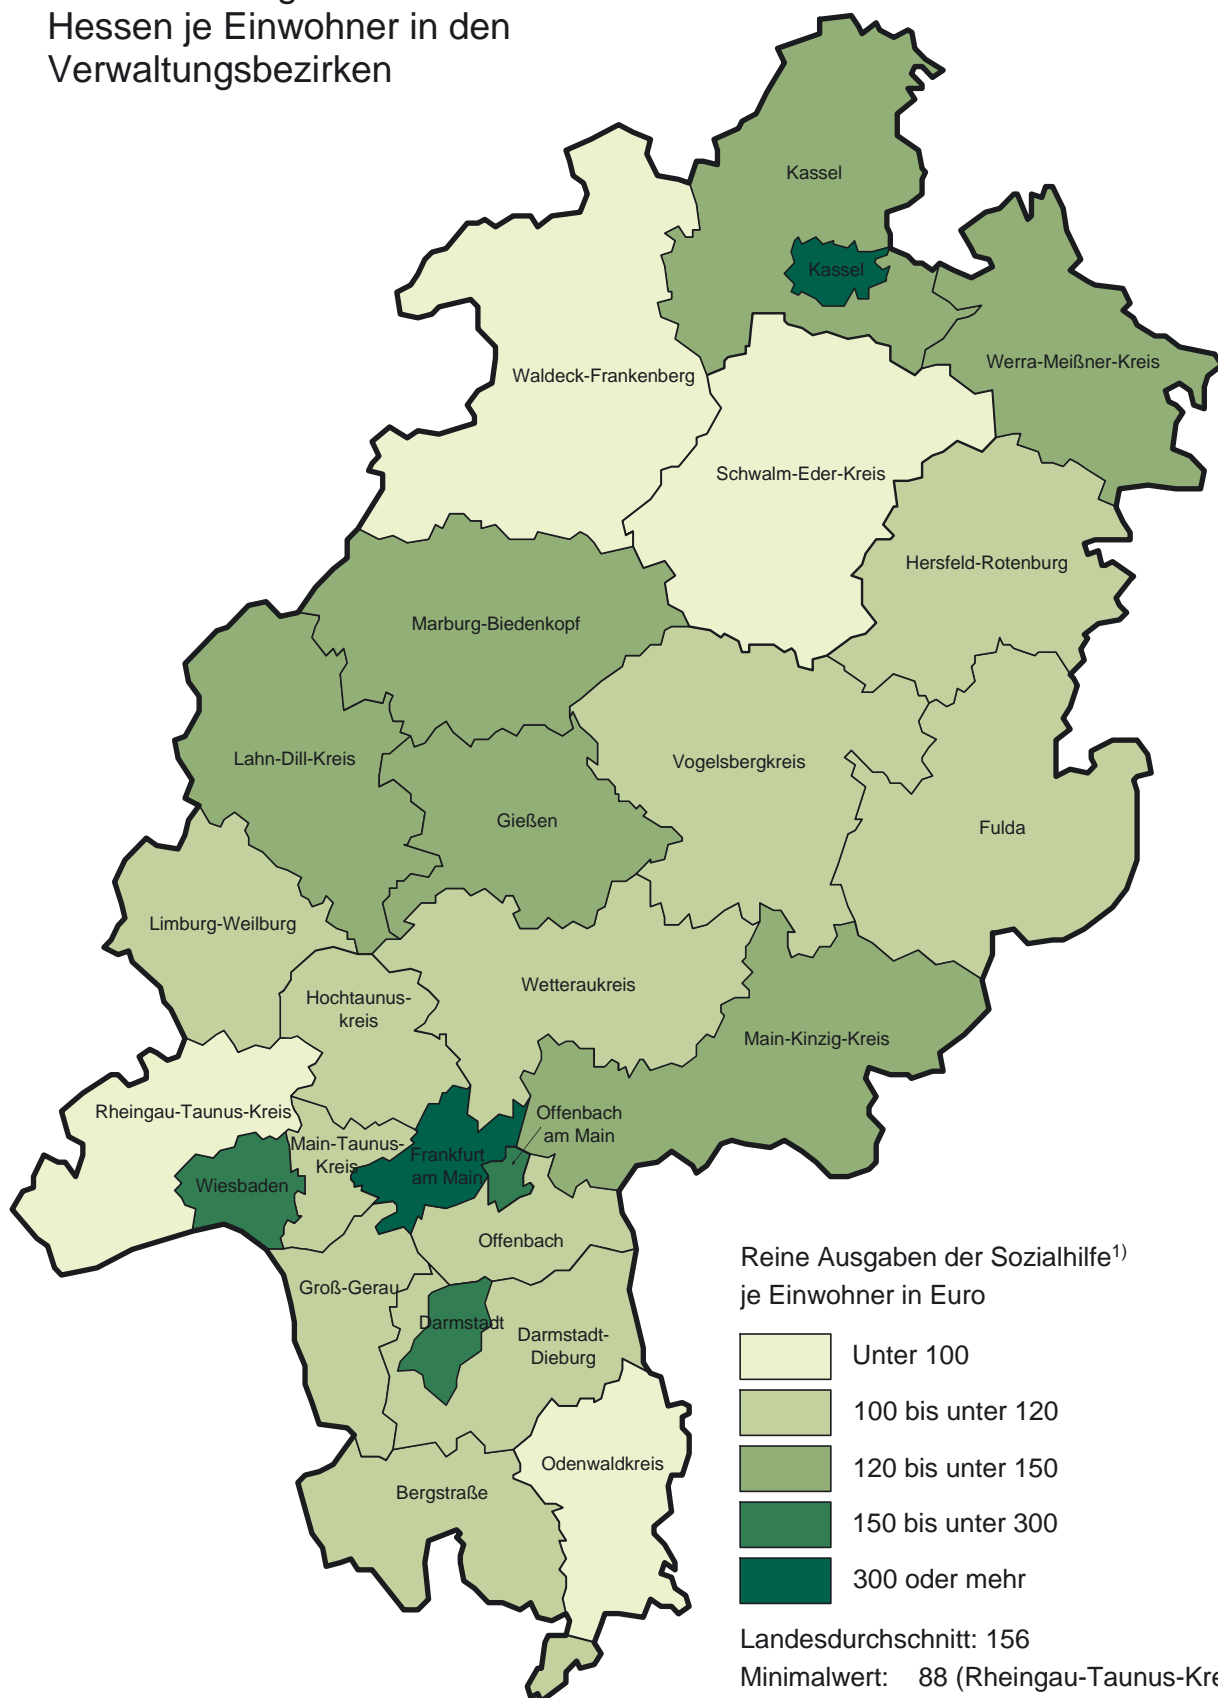 Hessen je Einwohner in den
Verwaltungsbezirken
Kassel
Kassel
Werra-Meißner-Kreis
Waldeck-Frankenberg
Schwalm-Eder-Kreis
Hersfeld-Rotenburg
Marburg-Biedenkopf
Lahn-Dill-Kreis
Vogelsbergkreis
Gießen
Fulda
Limburg-Weilburg
Wetteraukreis
Hochtaunus-
kreis
Main-Kinzig-Kreis
Rheingau-Taunus-Kreis
Offenbach
am Main
Main-Taunus-
Kreis
Frankfurt
am Main
Wiesbaden
Offenbach
Groß-Gerau
Darmstadt
Darmstadt-
Dieburg
Odenwaldkreis
Bergstraße
Reine Ausgaben der Sozialhilfe1)
je Einwohner in Euro
Unter 100
100 bis unter 120
120 bis unter 150
150 bis unter 300
300 oder mehr
Landesdurchschnitt: 156
Minimalwert: 88 (Rheingau-Taunus-Kre